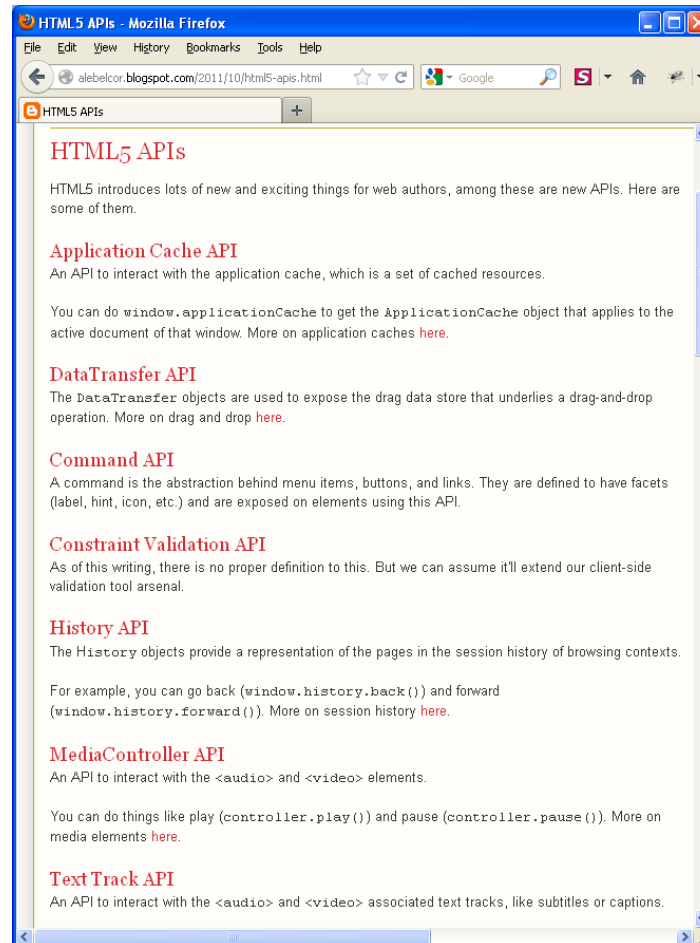 HTML5 APIs - Mozilla Firefox
File Edit View History Bookmarks Tools Help
alebelcor.blogspot.com/2011/10/html5-apis.html Google S
HTML5 APIs +
HTML5 APIs
HTML5 introduces lots of new and exciting things for web authors, among these are new APIs. Here are
some of them.
Application Cache API
An API to interact with the application cache, which is a set of cached resources.
You can do window.applicationCache to get the ApplicationCache object that applies to the
active document of that window. More on application caches here.
DataTransfer API
The DataTransfer objects are used to expose the drag data store that underlies a drag-and-drop
operation. More on drag and drop here.
Command API
A command is the abstraction behind menu items, buttons, and links. They are defined to have facets
(label, hint, icon, etc.) and are exposed on elements using this API.
Constraint Validation API
As of this writing, there is no proper definition to this. But we can assume it'll extend our client-side
validation tool arsenal.
History API
The History objects provide a representation of the pages in the session history of browsing contexts.
For example, you can go back (window.history.back()) and forward
(window.history.forward()). More on session history here.
MediaController API
An API to interact with the <audio> and <video> elements.
You can do things like play (controller.play()) and pause (controller.pause()). More on
media elements here.
Text Track API
An API to interact with the <audio> and <video> associated text tracks, like subtitles or captions.